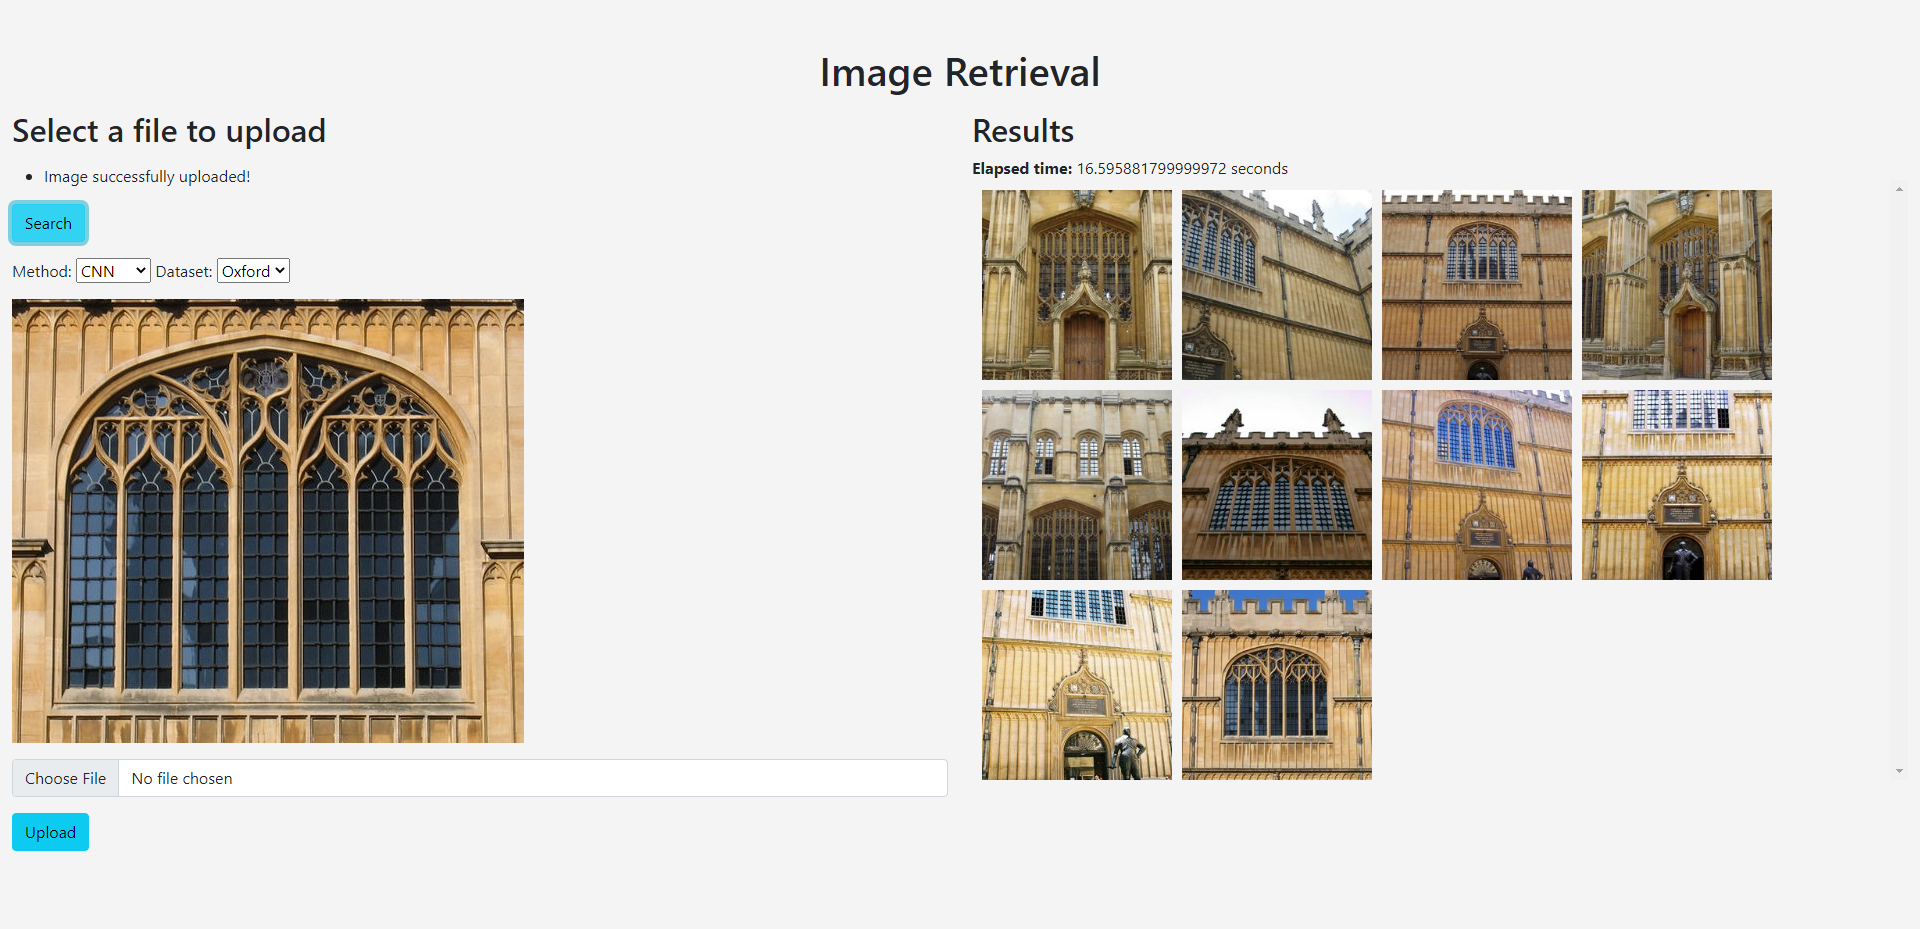 Image Retrieval
Select a file to upload
Image successfully uploaded!
Search
Method: CNN Dataset: Oxford
Choose File No file chosen
Upload
Results
Elapsed time: 16.595881799999972 seconds